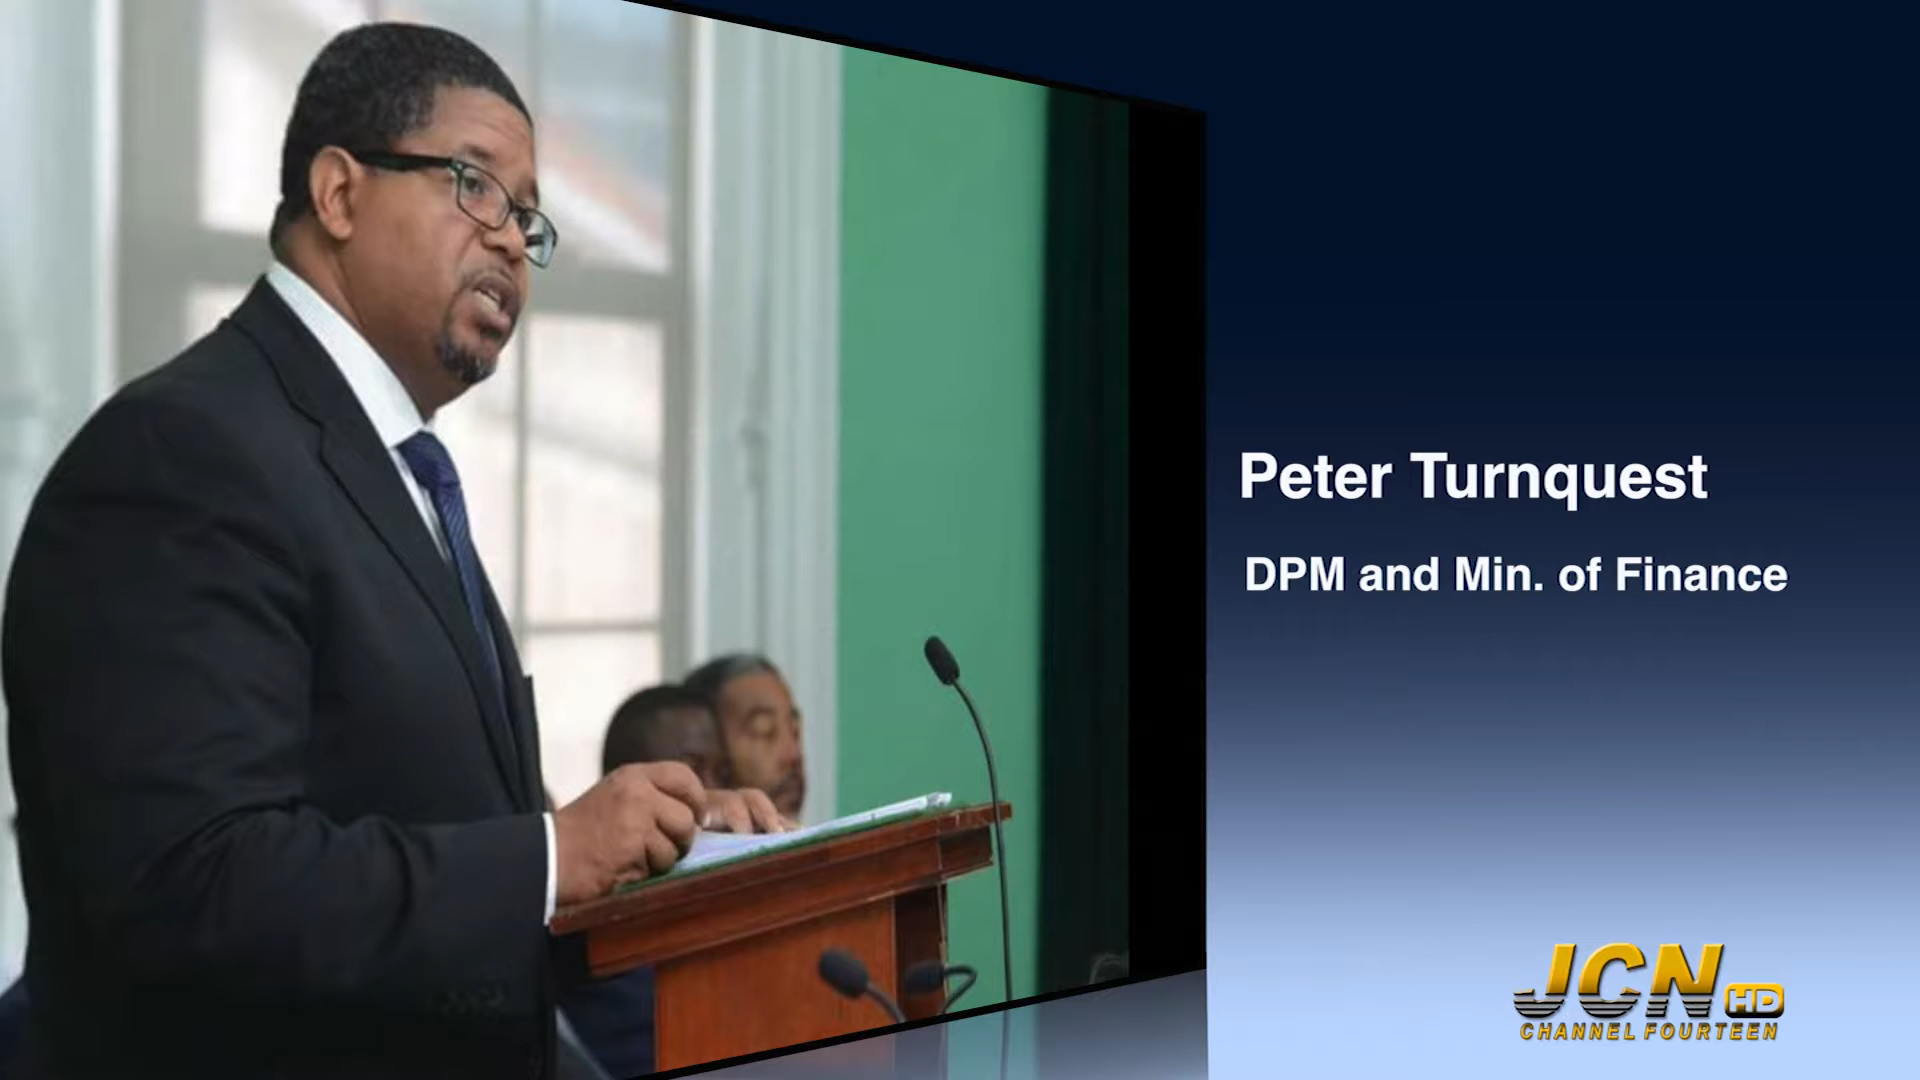 Peter Turnquest
DPM and Min. of Finance
JCN HD
CHANNEL FOURTEEN